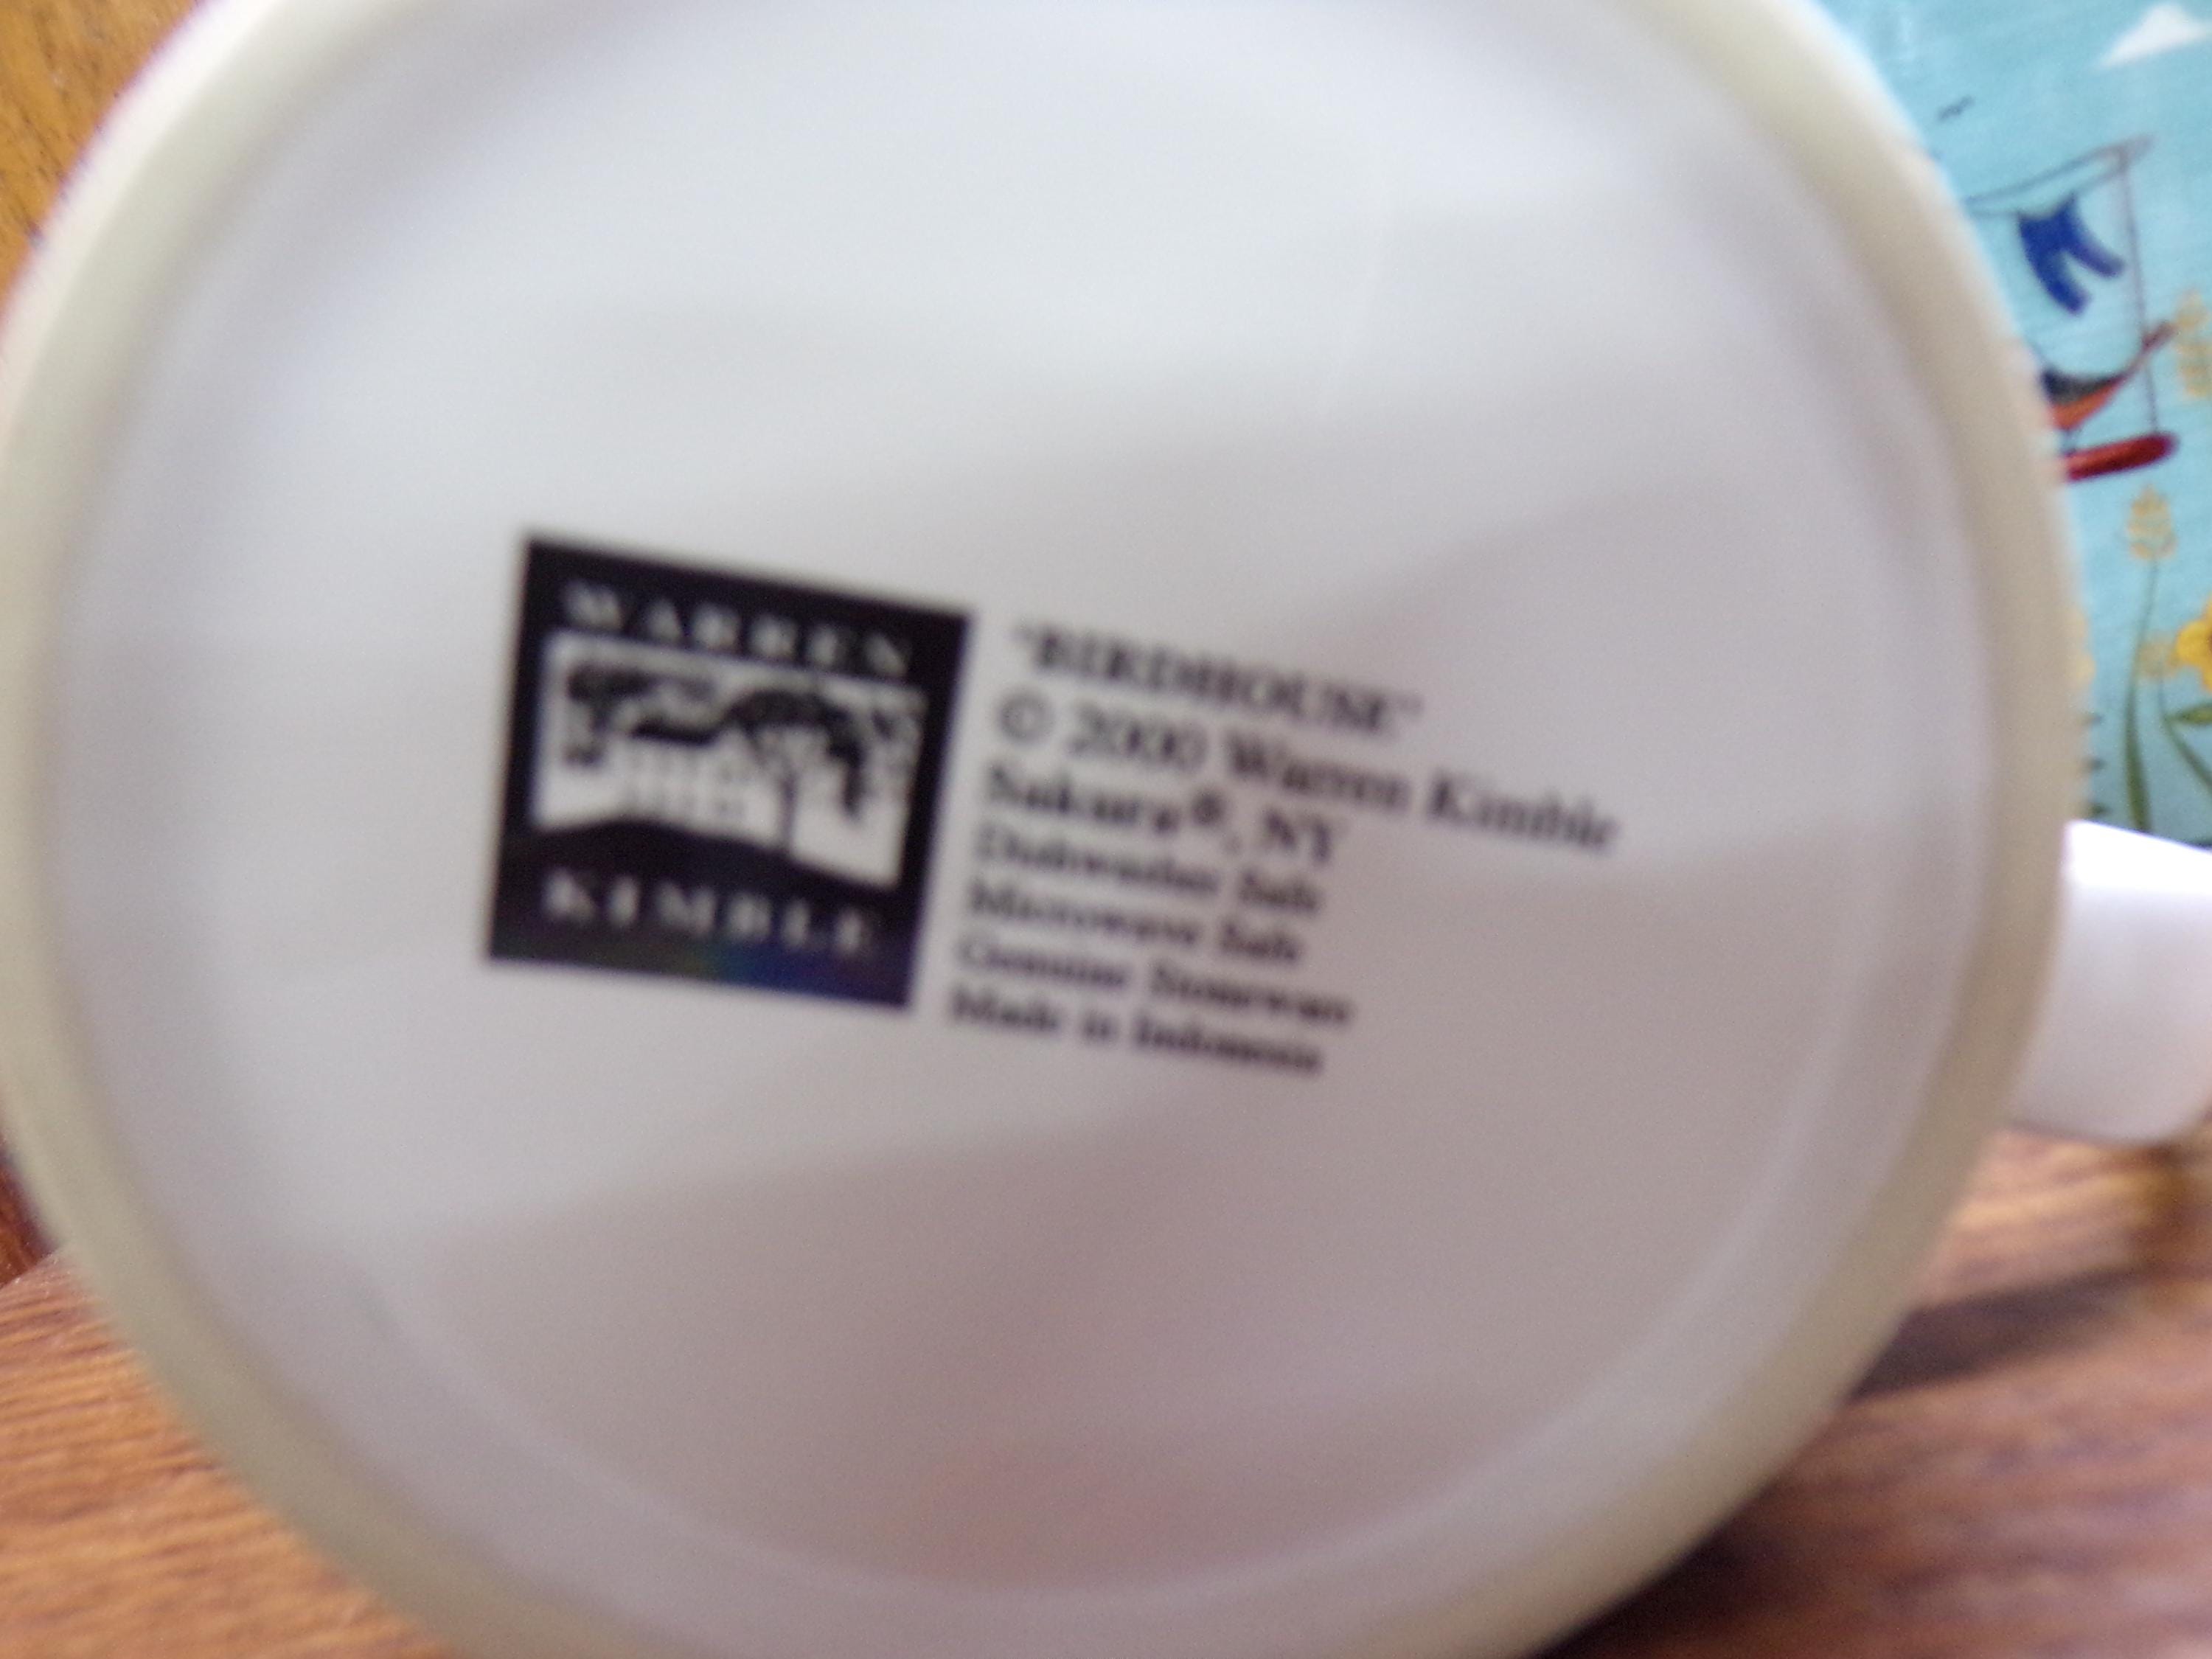 WARREN
KIMBLE
"BIRDHOUSE"
© 2000 Warren Kimble
Sakura®, NY
Dishwasher Safe
Microwave Safe
Genuine Stoneware
Made in Indonesia